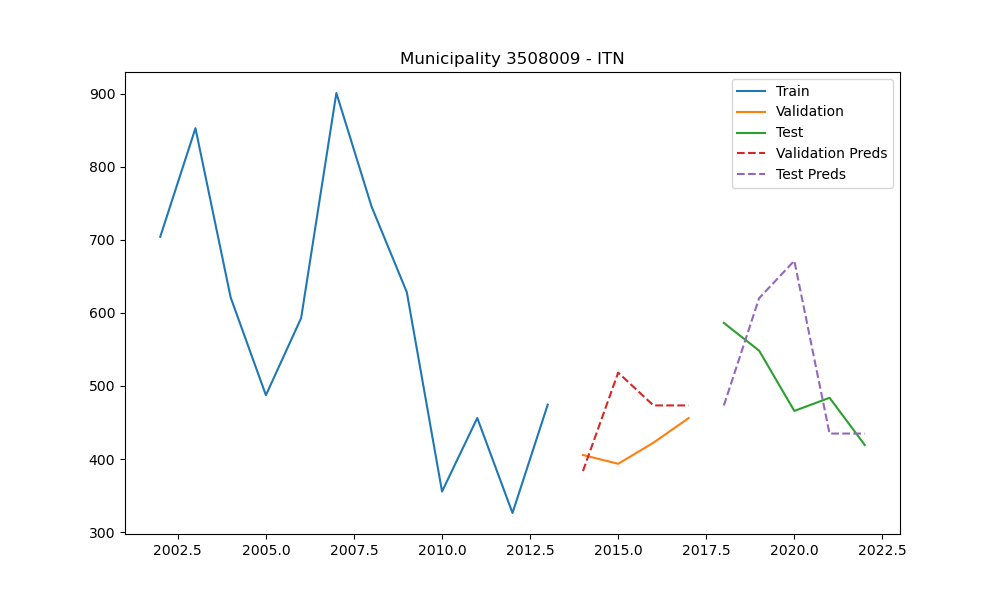 Municipality 3508009 - ITN
900
800
700
600
500
400
300
2002.5 2005.0 2007.5 2010.0 2012.5 2015.0 2017.5 2020.0 2022.5
Train
Validation
Test
Validation Preds
Test Preds